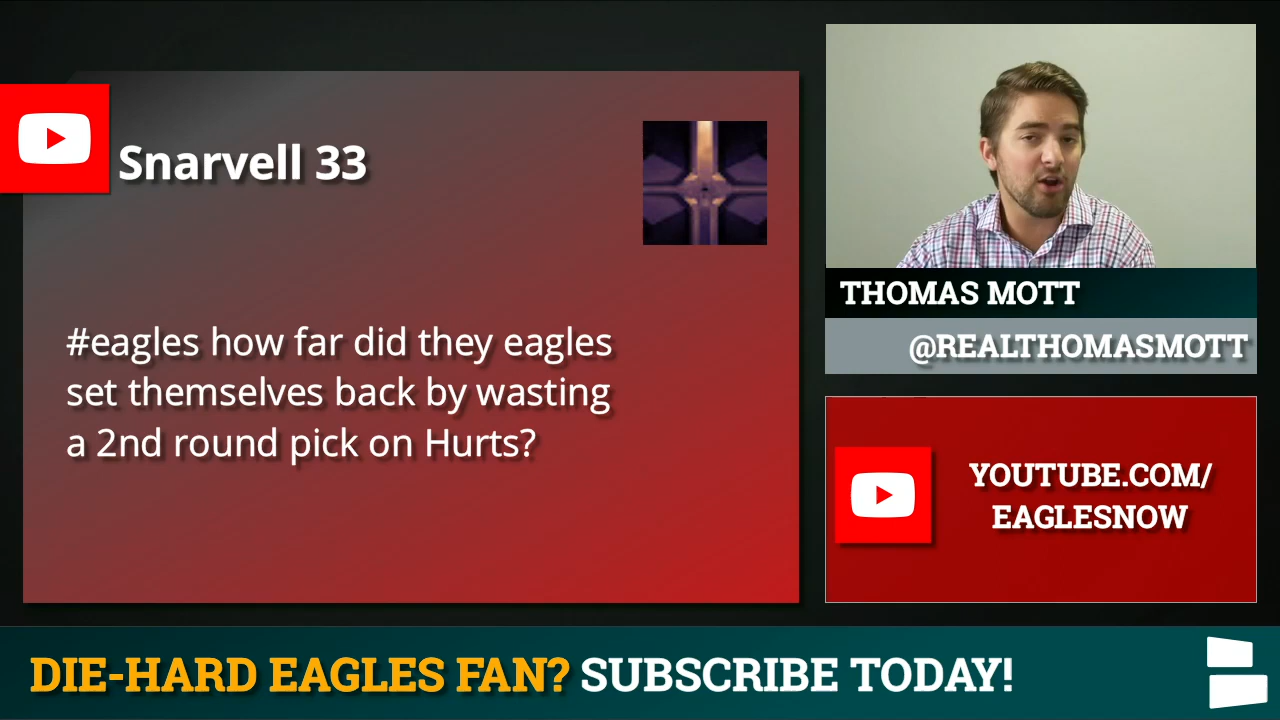 Snarvell 33
#eagles how far did they eagles
set themselves back by wasting
a 2nd round pick on Hurts?
THOMAS MOTT
@REALTHOMASMOTT
YOUTUBE.COM/
EAGLESNOW
DIE-HARD EAGLES FAN? SUBSCRIBE TODAY!